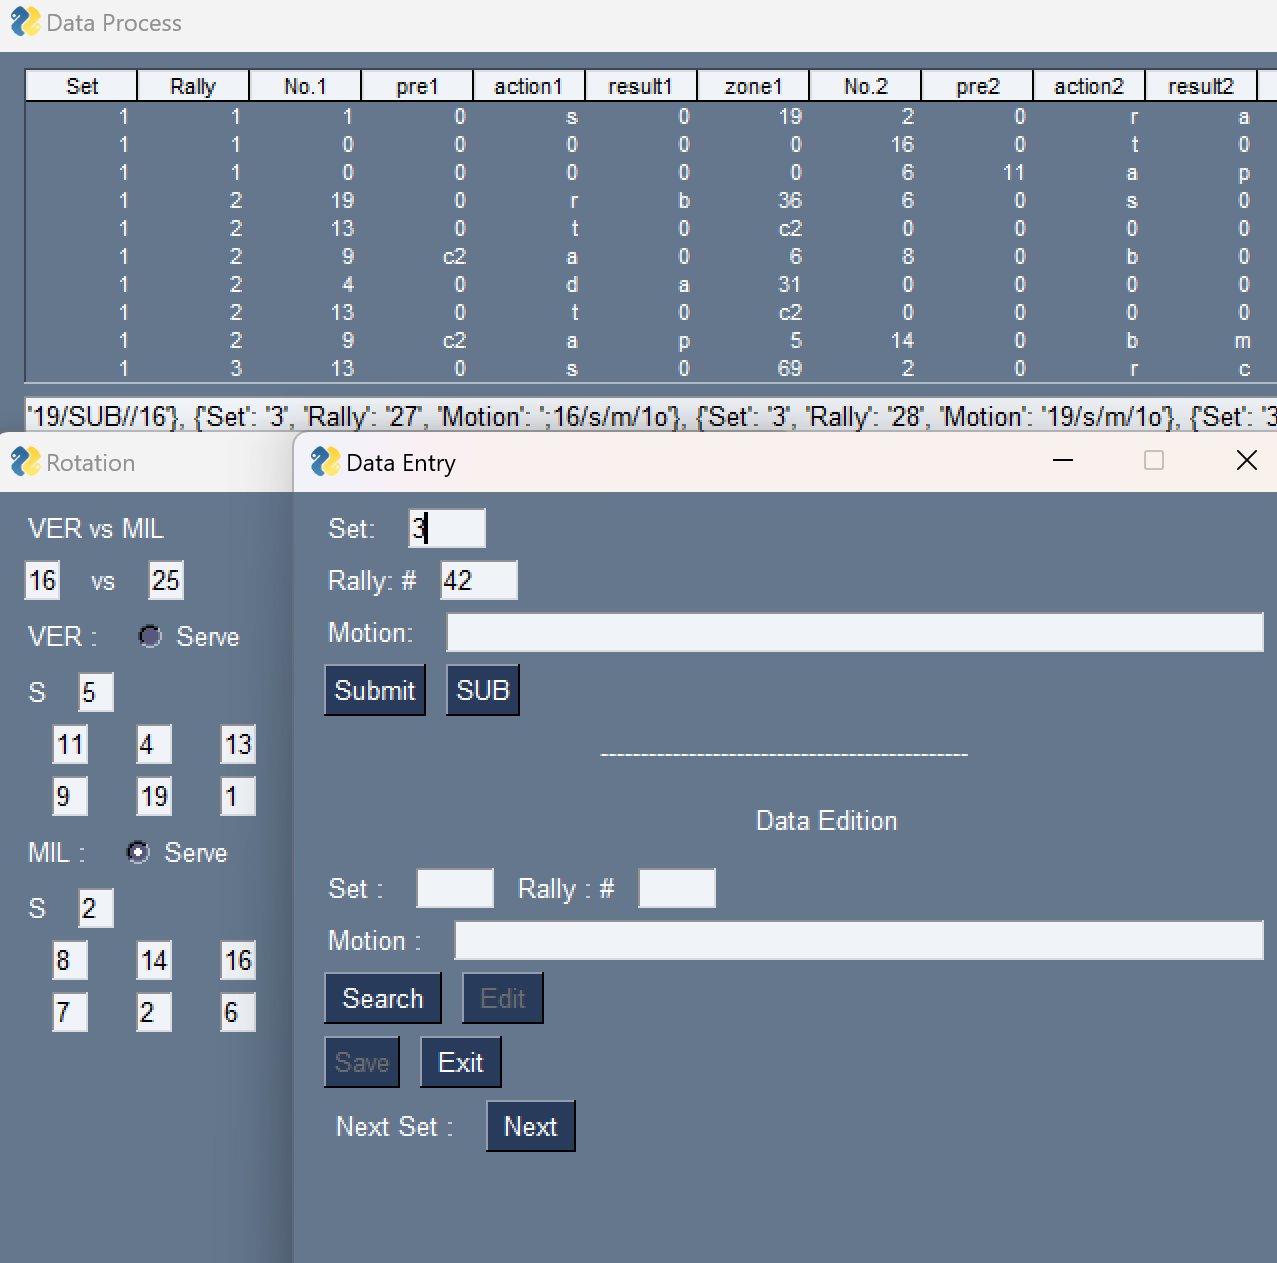 Data Process
Set Rally No.1 pre1 action1 result1 zone1 No.2 pre2 action2 result2
1 1 1 0 s 0 19 2 0 r a
1 1 0 0 0 0 0 16 0 t 0
1 1 0 0 0 0 0 6 11 a p
1 2 19 0 r b 36 6 0 s 0
1 2 13 0 t 0 c2 0 0 0 0
1 2 9 c2 a 0 6 8 0 b 0
1 2 4 0 d a 31 0 0 0 0
1 2 13 0 t 0 c2 0 0 0 0
1 2 9 c2 a p 5 14 0 b m
1 3 13 0 s 0 69 2 0 r c
'19/SUB//16'}, {'Set': '3', 'Rally': '27', 'Motion': ';16/s/m/1o'}, {'Set': '3', 'Rally': '28', 'Motion': '19/s/m/1o'}, {'Set': '3
Rotation
VER vs MIL
16 vs 25
VER : Serve
S 5
11 4 13
9 19 1
MIL : Serve
S 2
8 14 16
7 2 6
Data Entry
Set: 3
Rally: # 42
Motion:
Submit SUB
----------------------------------------------
Data Edition
Set : Rally : #
Motion :
Search Edit
Save Exit
Next Set : Next